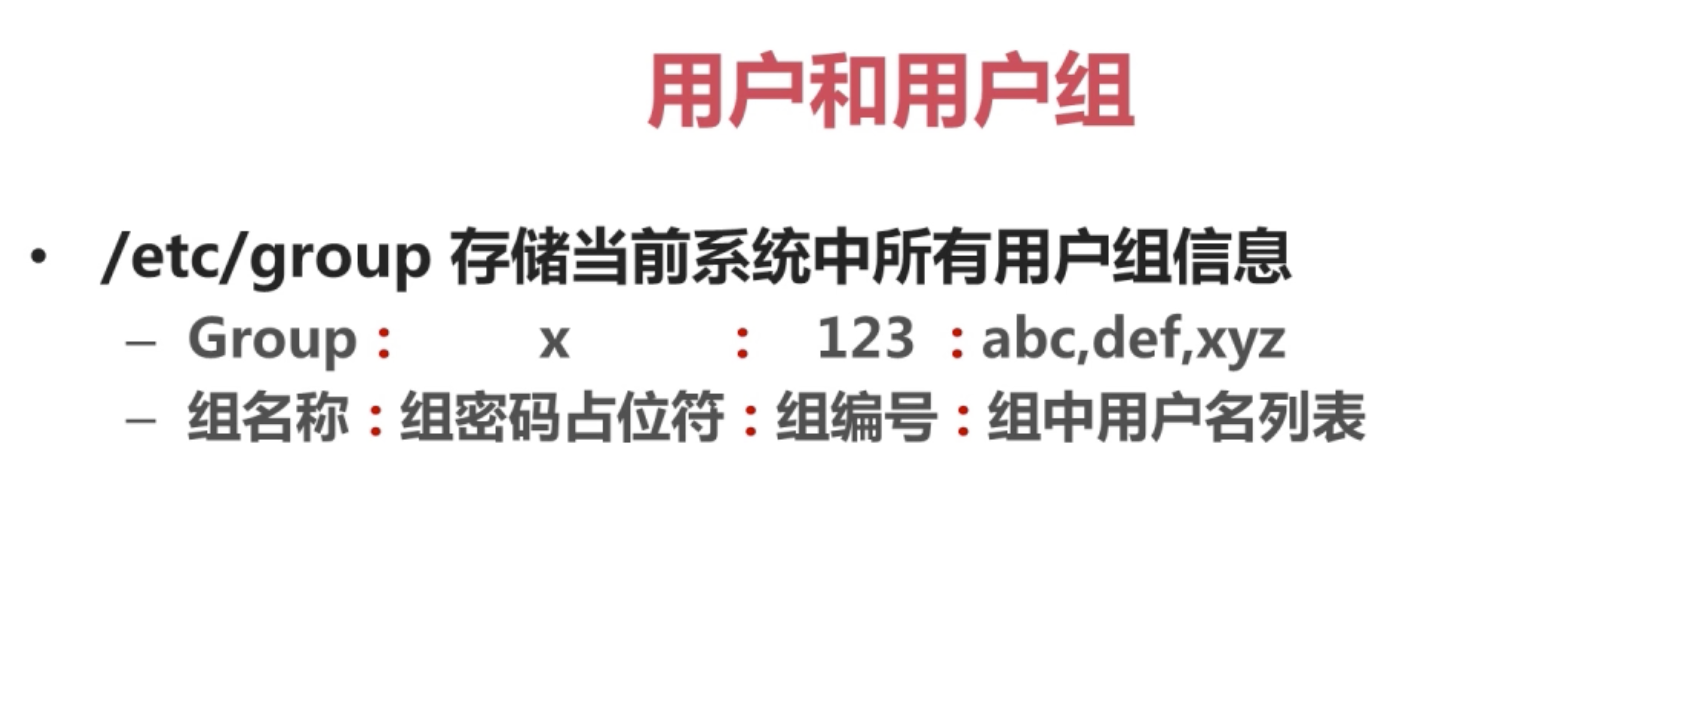 用户和用户组
• /etc/group 存储当前系统中所有用户组信息
– Group： x ： 123 ：abc,def,xyz
– 组名称：组密码占位符：组编号：组中用户名列表